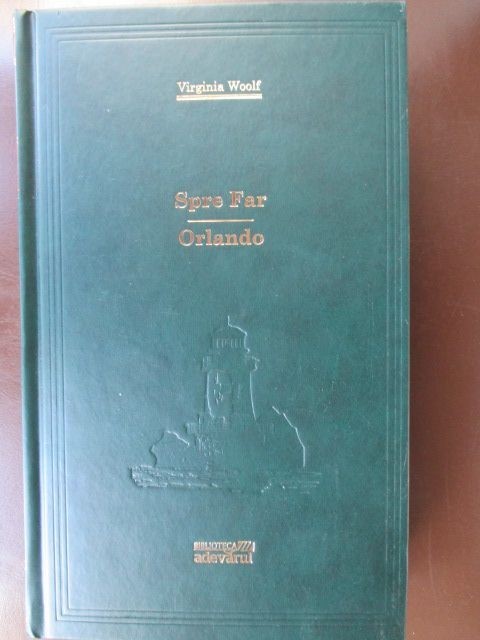 Virginia Woolf
Spre Far
Orlando
BIBLIOTECA
adevărul